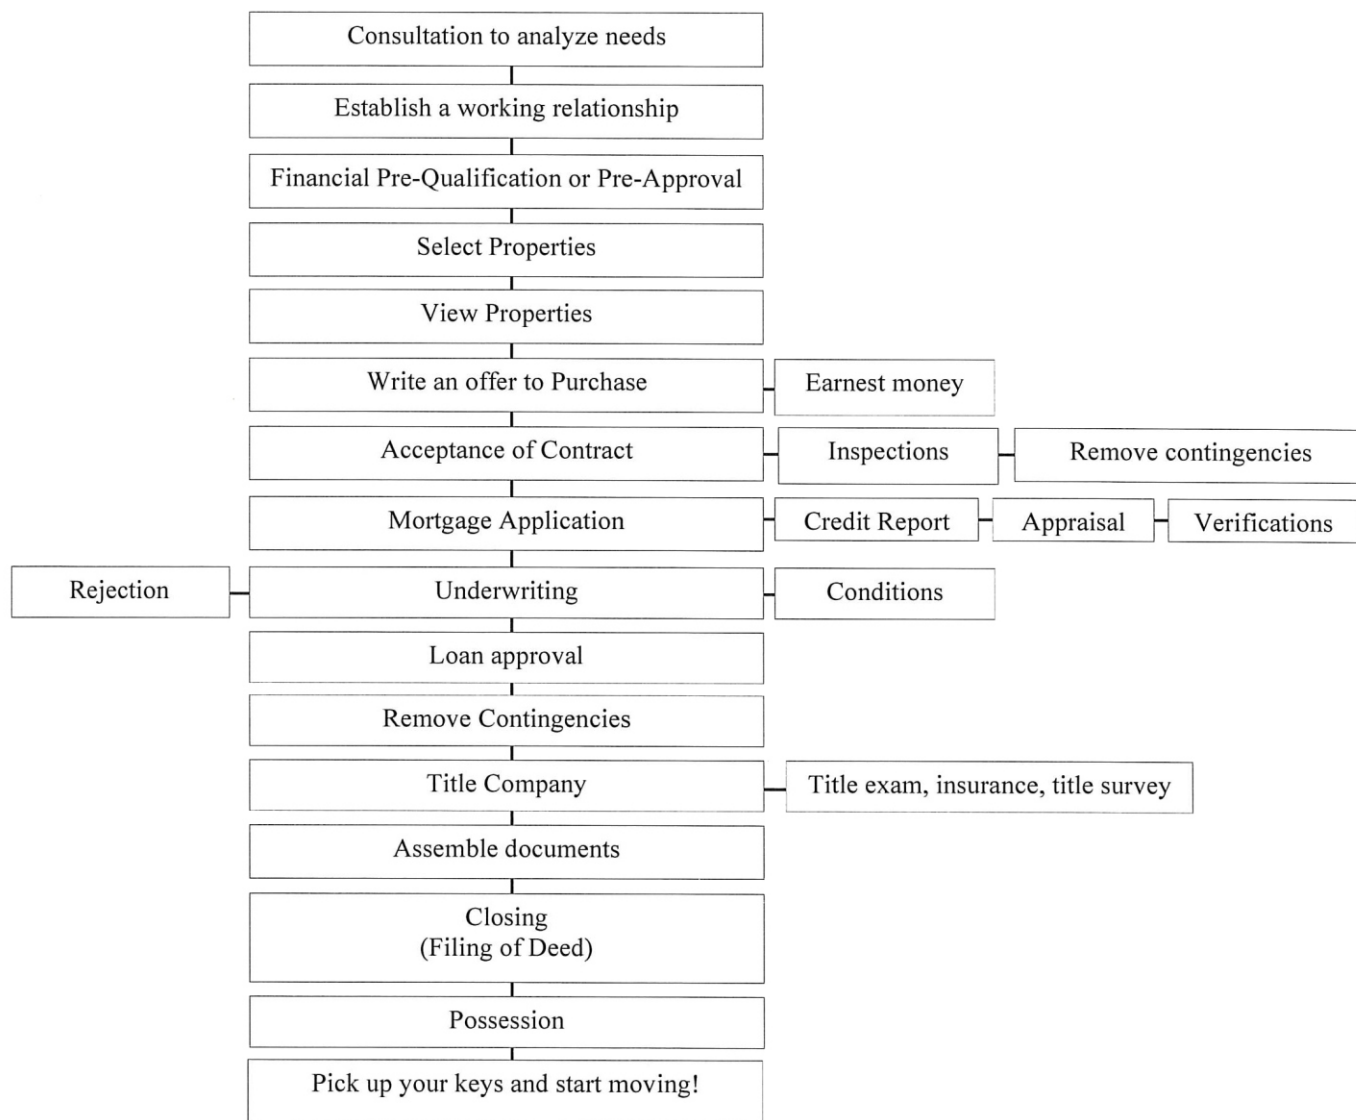 Consultation to analyze needs
Establish a working relationship
Financial Pre-Qualification or Pre-Approval
Select Properties
View Properties
Write an offer to Purchase
Earnest money
Acceptance of Contract
Inspections
Remove contingencies
Mortgage Application
Credit Report
Appraisal
Verifications
Rejection
Underwriting
Conditions
Loan approval
Remove Contingencies
Title Company
Title exam, insurance, title survey
Assemble documents
Closing
(Filing of Deed)
Possession
Pick up your keys and start moving!